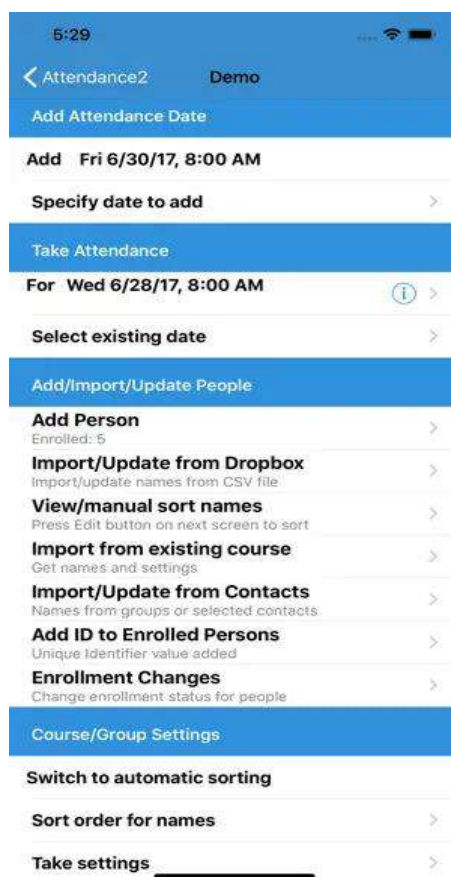 5:29
Attendance2
Demo
Add Attendance Date
Add Fri 6/30/17, 8:00 AM
Specify date to add
Take Attendance
For Wed 6/28/17, 8:00 AM
Select existing date
Add/Import/Update People
Add Person
Enrolled: 5
Import/Update from Dropbox
Import/update names from CSV file
View/manual sort names
Press Edit button on next screen to sort
Import from existing course
Get names and settings
Import/Update from Contacts
Names from groups or selected contacts
Add ID to Enrolled Persons
Unique Identifier value added
Enrollment Changes
Change enrollment status for people
Course/Group Settings
Switch to automatic sorting
Sort order for names
Take settings